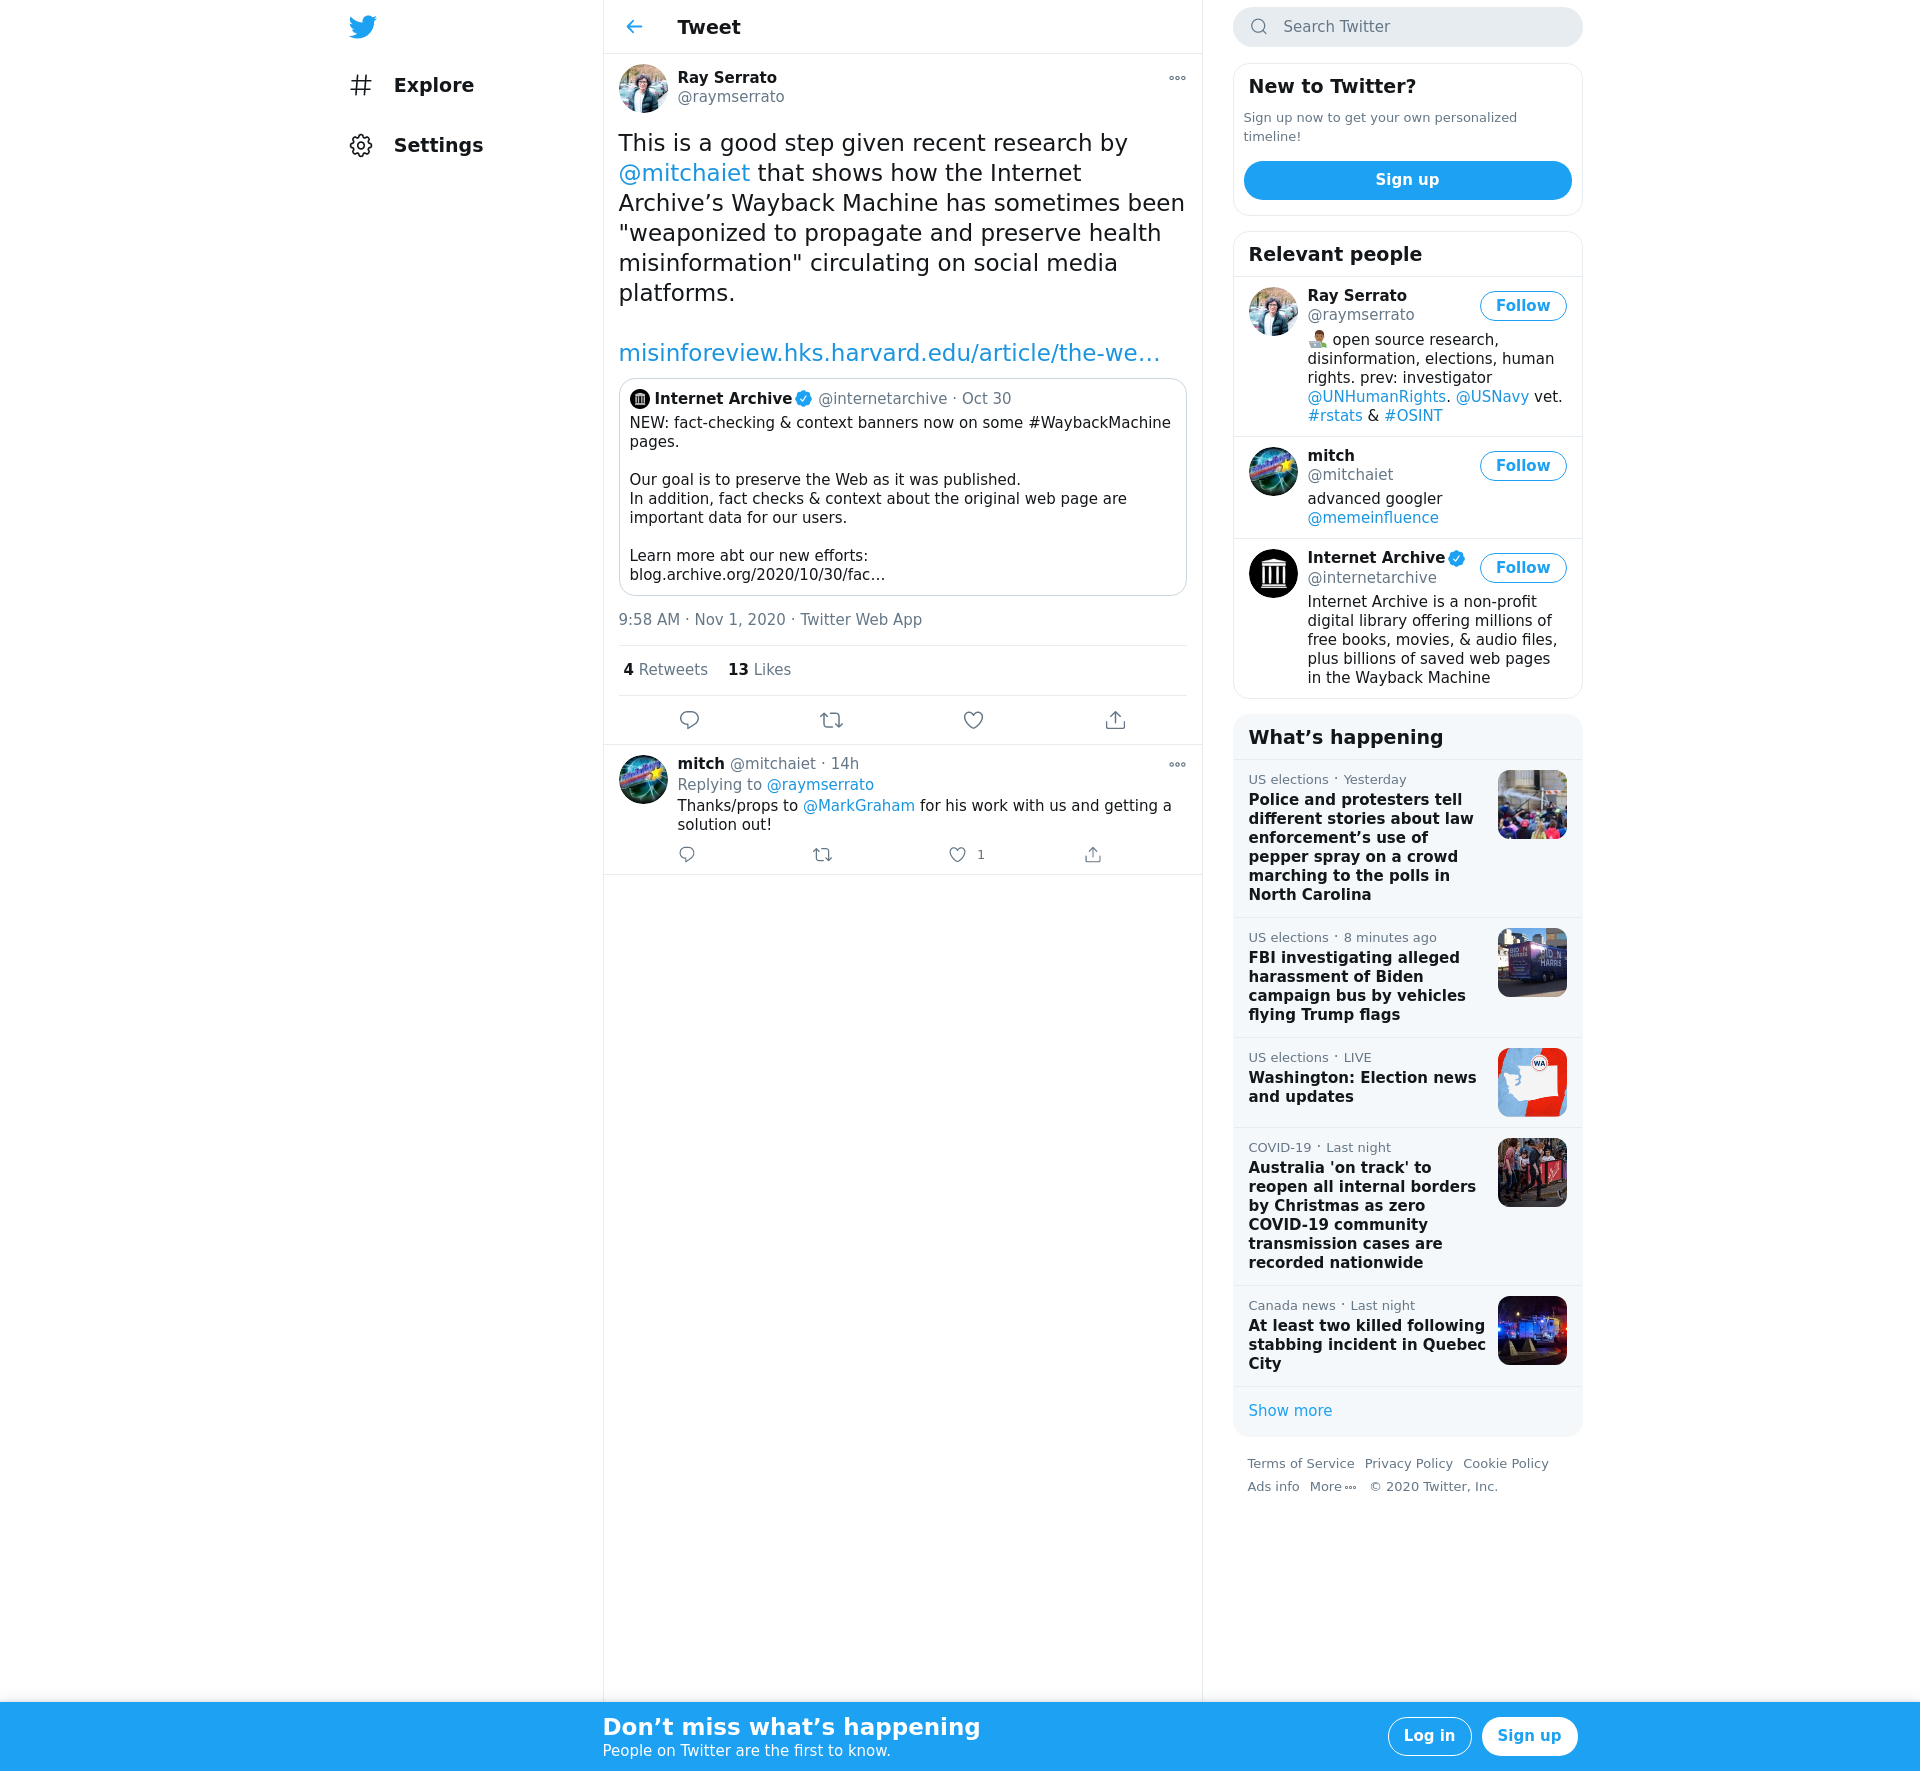 Explore
Settings
Tweet
Ray Serrato
@raymserrato
This is a good step given recent research by
@mitchaiet that shows how the Internet
Archive’s Wayback Machine has sometimes been
"weaponized to propagate and preserve health
misinformation" circulating on social media
platforms.
misinforeview.hks.harvard.edu/article/the-we…
Internet Archive @internetarchive · Oct 30
NEW: fact-checking & context banners now on some #WaybackMachine
pages.
Our goal is to preserve the Web as it was published.
In addition, fact checks & context about the original web page are
important data for our users.
Learn more abt our new efforts:
blog.archive.org/2020/10/30/fac…
9:58 AM · Nov 1, 2020 · Twitter Web App
4 Retweets 13 Likes
mitch @mitchaiet · 14h
Replying to @raymserrato
Thanks/props to @MarkGraham for his work with us and getting a
solution out!
1
Search Twitter
New to Twitter?
Sign up now to get your own personalized
timeline!
Sign up
Relevant people
Ray Serrato
@raymserrato
Follow
open source research,
disinformation, elections, human
rights. prev: investigator
@UNHumanRights. @USNavy vet.
#rstats & #OSINT
mitch
@mitchaiet
Follow
advanced googler
@memeinfluence
Internet Archive
@internetarchive
Follow
Internet Archive is a non-profit
digital library offering millions of
free books, movies, & audio files,
plus billions of saved web pages
in the Wayback Machine
What’s happening
US elections · Yesterday
Police and protesters tell
different stories about law
enforcement’s use of
pepper spray on a crowd
marching to the polls in
North Carolina
US elections · 8 minutes ago
FBI investigating alleged
harassment of Biden
campaign bus by vehicles
flying Trump flags
US elections · LIVE
Washington: Election news
and updates
WA
COVID-19 · Last night
Australia 'on track' to
reopen all internal borders
by Christmas as zero
COVID-19 community
transmission cases are
recorded nationwide
Canada news · Last night
At least two killed following
stabbing incident in Quebec
City
Show more
Terms of Service Privacy Policy Cookie Policy
Ads info More © 2020 Twitter, Inc.
Don’t miss what’s happening
People on Twitter are the first to know.
Log in
Sign up